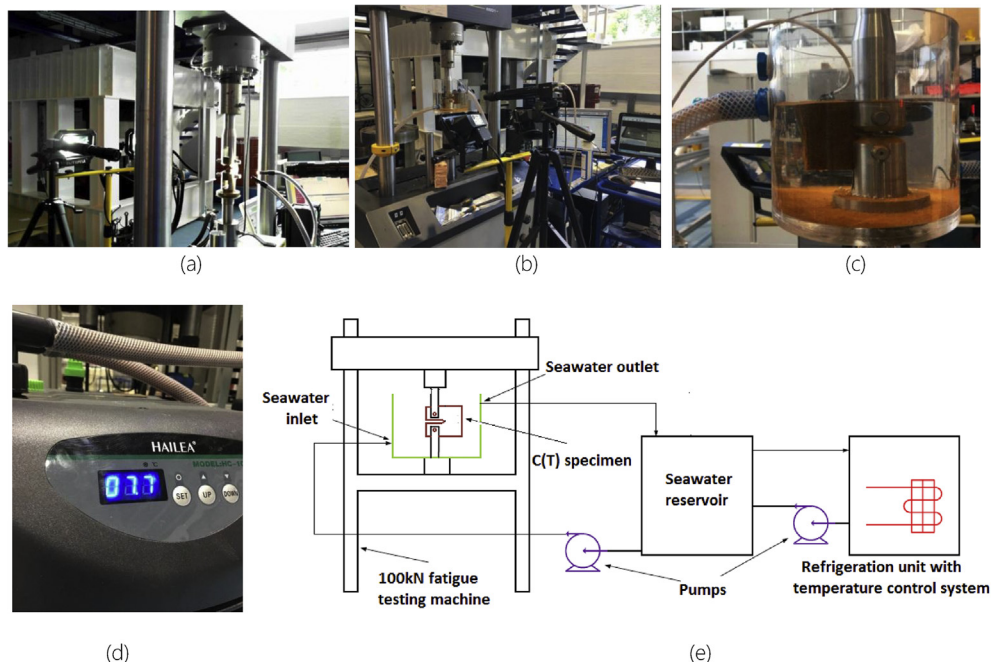 (a)
(b)
(c)
HAILEA®
°C
07.7
SET
UP
DOWN
(d)
Seawater outlet
Seawater
inlet
C(T) specimen
Seawater
reservoir
100kN fatigue
testing machine
Pumps
Refrigeration unit with
temperature control system
(e)